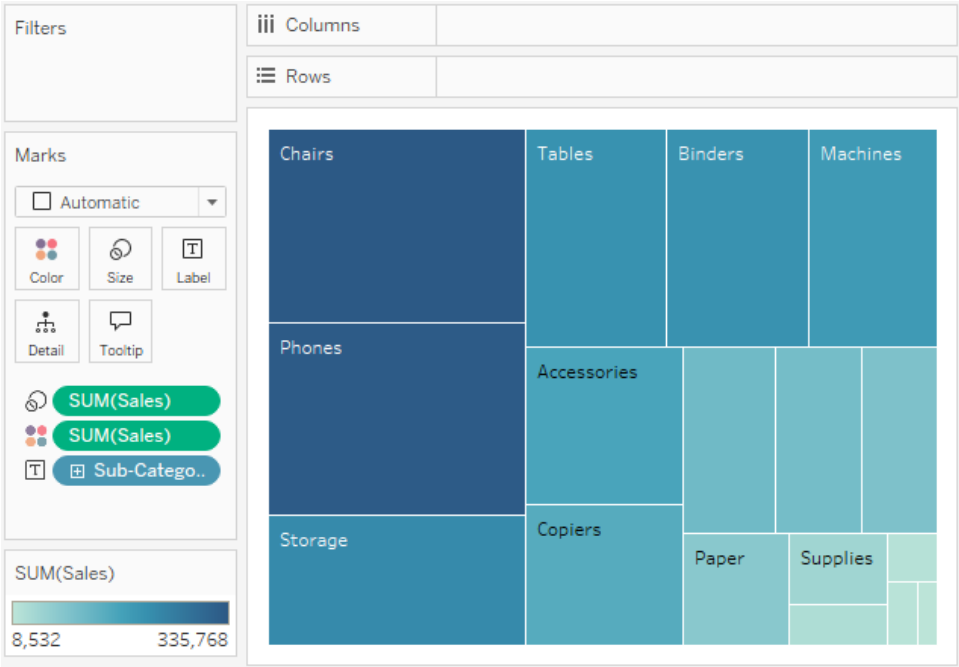 Filters
Columns
Rows
Marks
Automatic
Color
Size
Label
Detail
Tooltip
SUM(Sales)
SUM(Sales)
Sub-Catego..
SUM(Sales)
8,532
335,768
Chairs
Tables
Binders
Machines
Phones
Accessories
Storage
Copiers
Paper
Supplies